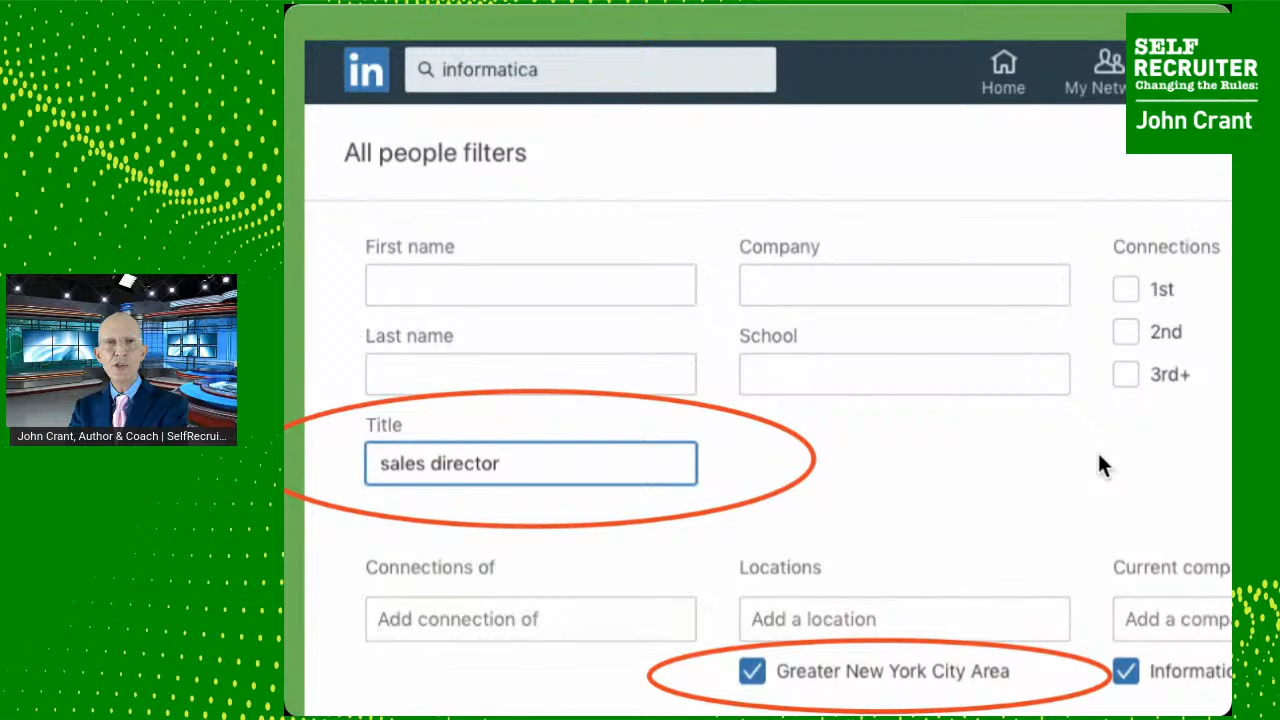 in
informatica
Home
My Netw
SELF
RECRUITER
Changing the Rules:
John Crant
All people filters
First name
Company
Connections
1st
Last name
School
2nd
3rd+
Title
sales director
John Crant, Author & Coach | SelfRecrui...
Connections of
Locations
Current comp
Add connection of
Add a location
Add a comp
Greater New York City Area
Informatic